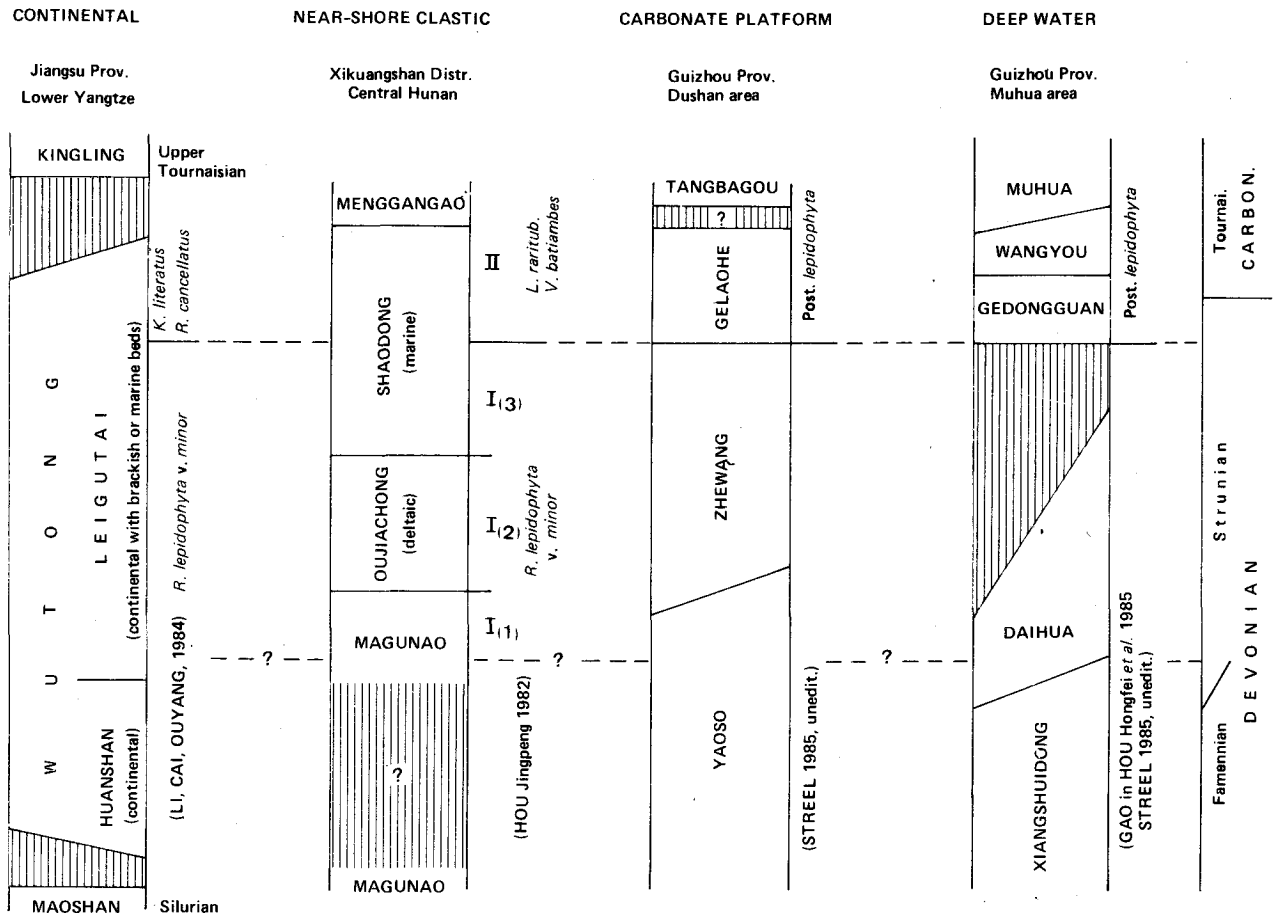 CONTINENTAL
Jiangsu Prov.
Lower Yangtze
KINGLING
Upper
Tournaisian
K. literatus
R. cancellatus
WUTONG
LEIGUTAI
(continental with brackish or marine beds)
R. lepidophyta v. minor
HUANSHAN
(continental)
(LI, CAI, OUYANG, 1984)
MAOSHAN
Silurian
?
NEAR-SHORE CLASTIC
Xikuangshan Distr.
Central Hunan
MENGGANGAO
SHAODONG
(marine)
II
L. raritub.
V. batiambes
I(3)
OUJIACHONG
(deltaic)
I(2)
R. lepidophyta
v. minor
MAGUNAO
I(1)
?
?
(HOU Jingpeng 1982)
MAGUNAO
CARBONATE PLATFORM
Guizhou Prov.
Dushan area
TANGBAGOU
?
GELAOHE
Post. lepidophyta
ZHEWANG
?
YAOSO
(STREEL 1985, unedit.)
?
DEEP WATER
Guizhou Prov.
Muhua area
MUHUA
WANGYOU
GEDONGGUAN
Post. lepidophyta
DAIHUA
XIANGSHUIDONG
(GAO in HOU Hongfei et al. 1985
STREEL 1985, unedit.)
Tournai.
CARBON.
Strunian
Famennian
DEVONIAN